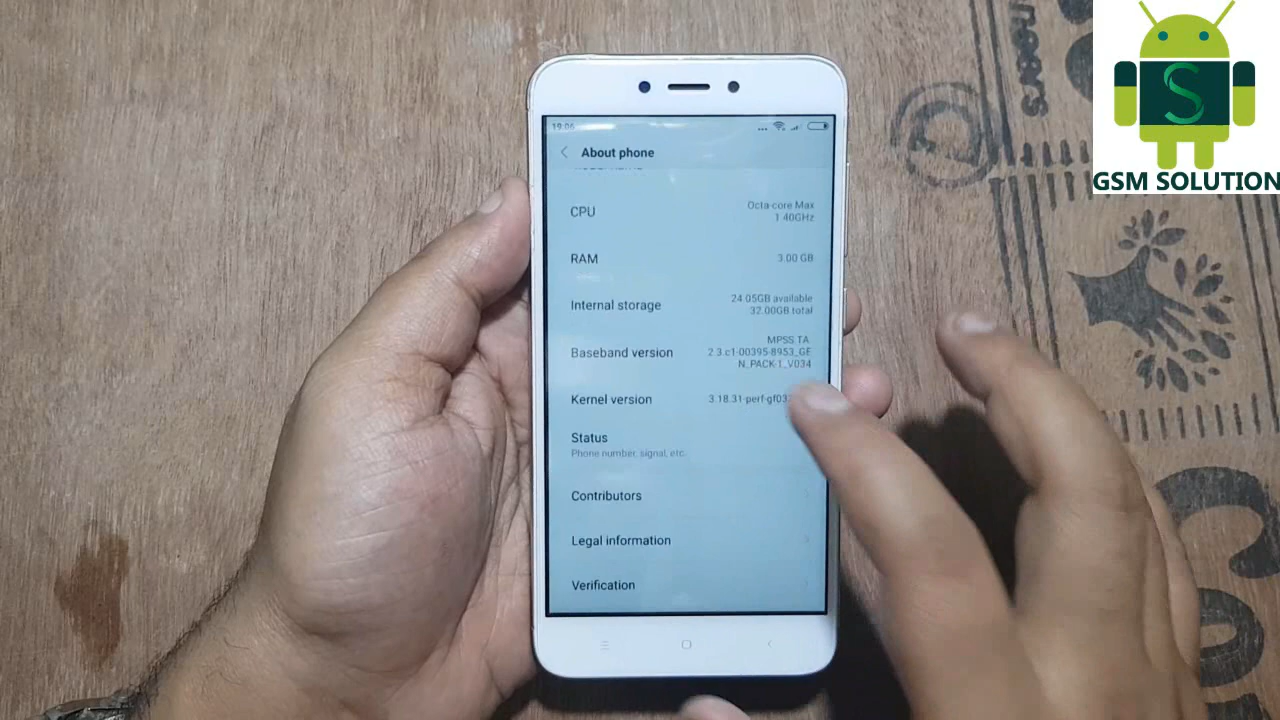 GSM SOLUTION
19:06
About phone
CPU
Octa-core Max
1.40GHz
RAM
3.00 GB
Internal storage
24.05GB available
32.00GB total
Baseband version
MPSS.TA.
2.3.c1-00395-8953_GE
N_PACK-1_V034
Kernel version
3.18.31-perf-gf03
Status
Phone number, signal, etc.
Contributors
Legal information
Verification